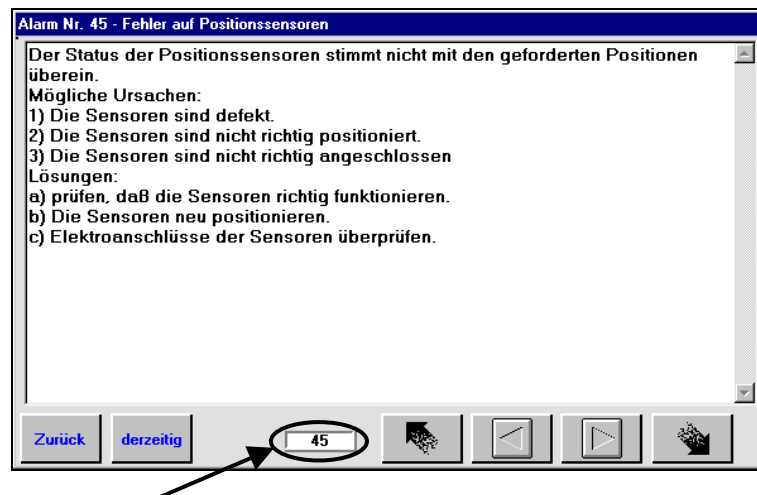 Alarm Nr. 45 - Fehler auf Positionssensoren
Der Status der Positionssensoren stimmt nicht mit den geforderten Positionen
überein.
Mögliche Ursachen:
1) Die Sensoren sind defekt.
2) Die Sensoren sind nicht richtig positioniert.
3) Die Sensoren sind nicht richtig angeschlossen
Lösungen:
a) prüfen, daß die Sensoren richtig funktionieren.
b) Die Sensoren neu positionieren.
c) Elektroanschlüsse der Sensoren überprüfen.
Zurück derzeitig 45